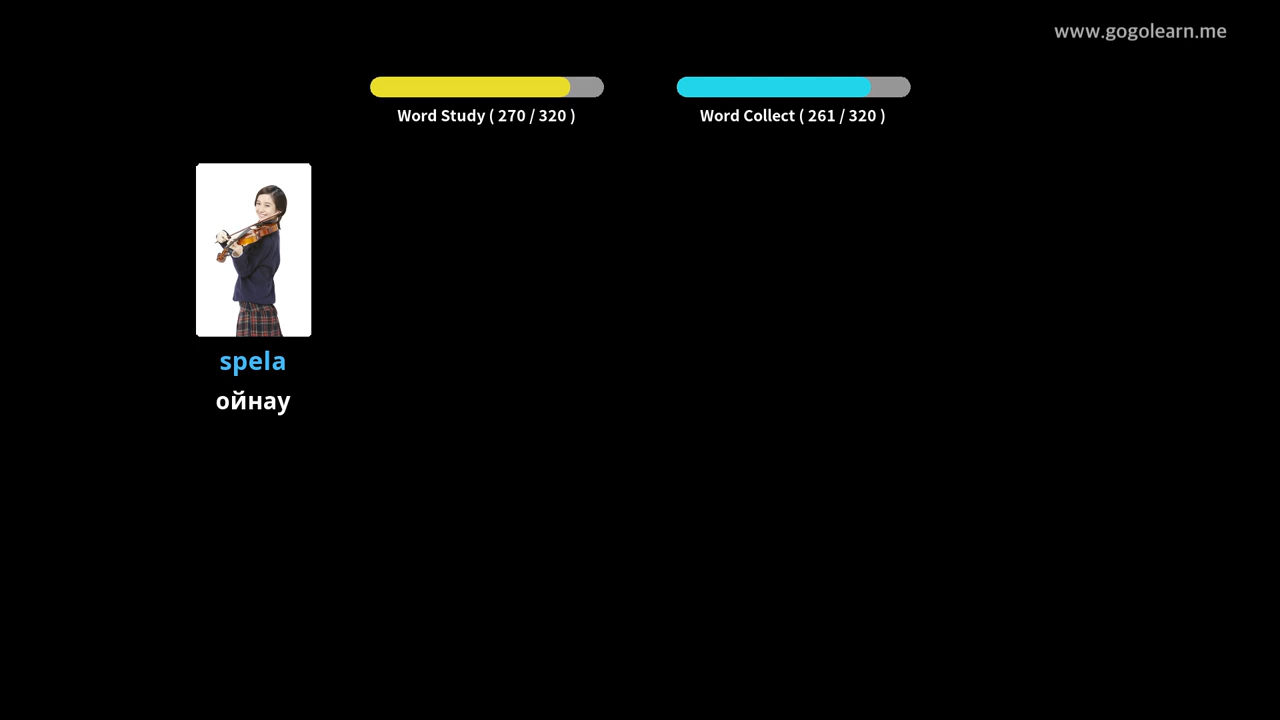 www.gogolearn.me
Word Study ( 270 / 320 )
Word Collect ( 261 / 320 )
spela
ойнау